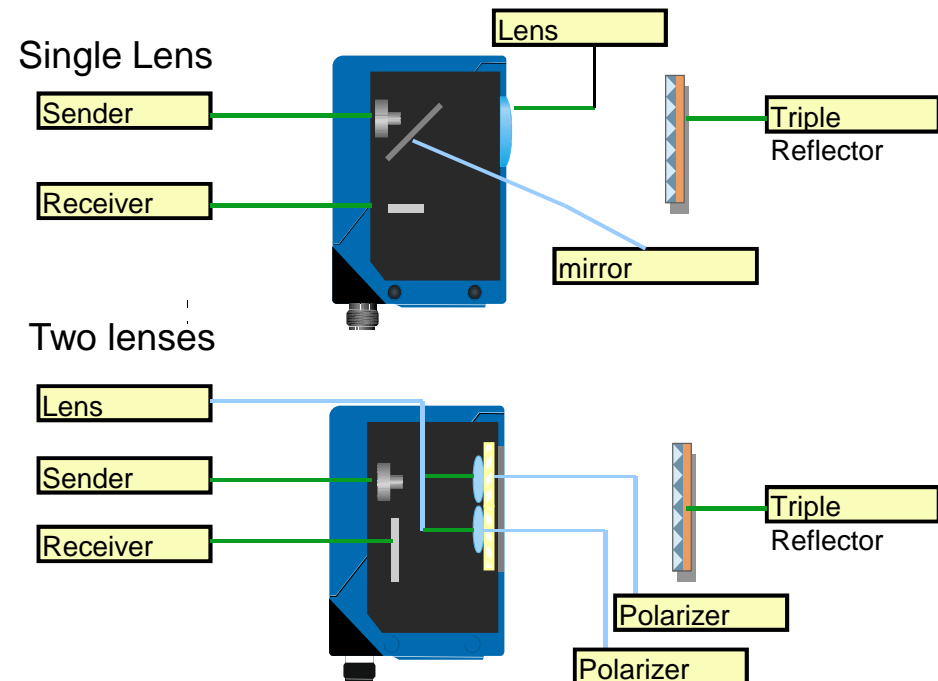 Lens
Single Lens
Sender
Triple
Reflector
Receiver
mirror
Two lenses
Lens
Sender
Triple
Reflector
Receiver
Polarizer
Polarizer